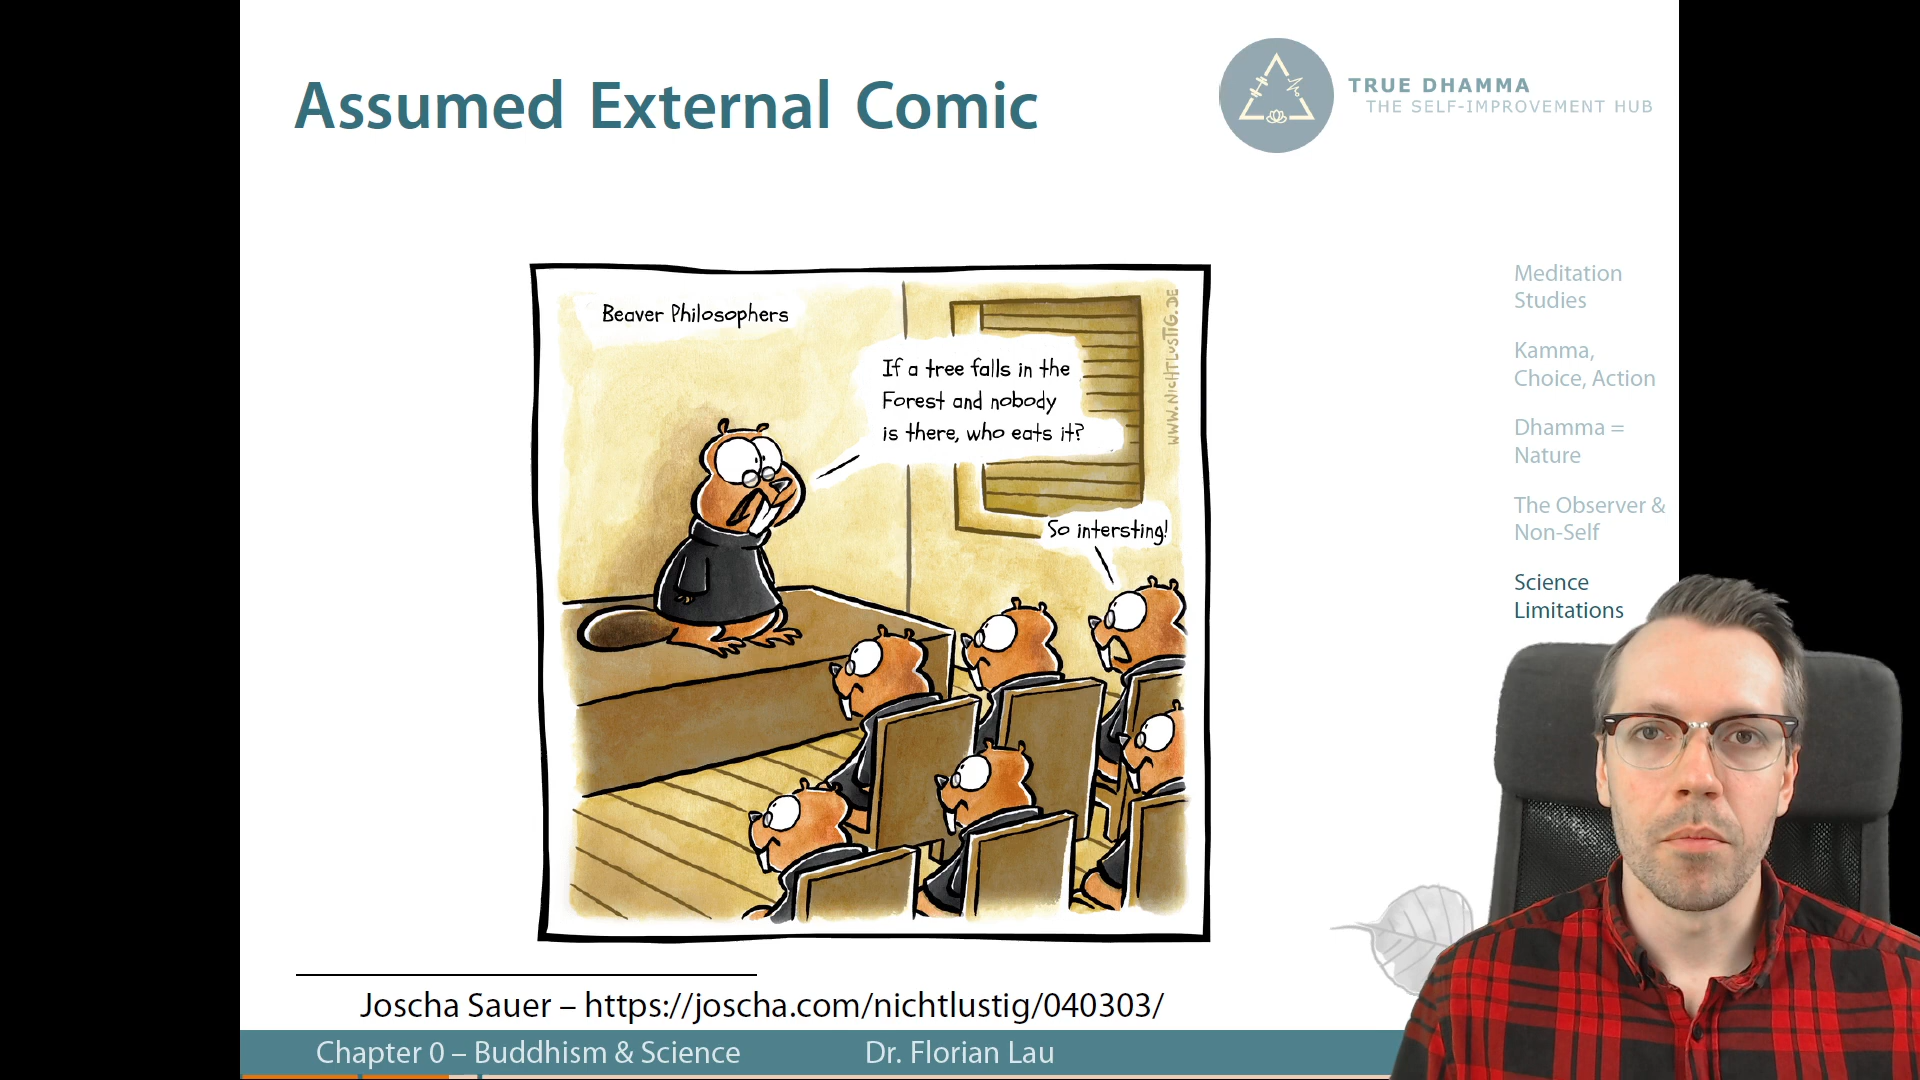 Assumed External Comic
TRUE DHAMMA
THE SELF-IMPROVEMENT HUB
Beaver Philosophers
If a tree falls in the
Forest and nobody
is there, who eats it?
So intersting!
WWW.NICHTLUSTIG.DE
Meditation
Studies
Kamma,
Choice, Action
Dhamma =
Nature
The Observer &
Non-Self
Science
Limitations
Joscha Sauer – https://joscha.com/nichtlustig/040303/
Chapter 0 – Buddhism & Science
Dr. Florian Lau